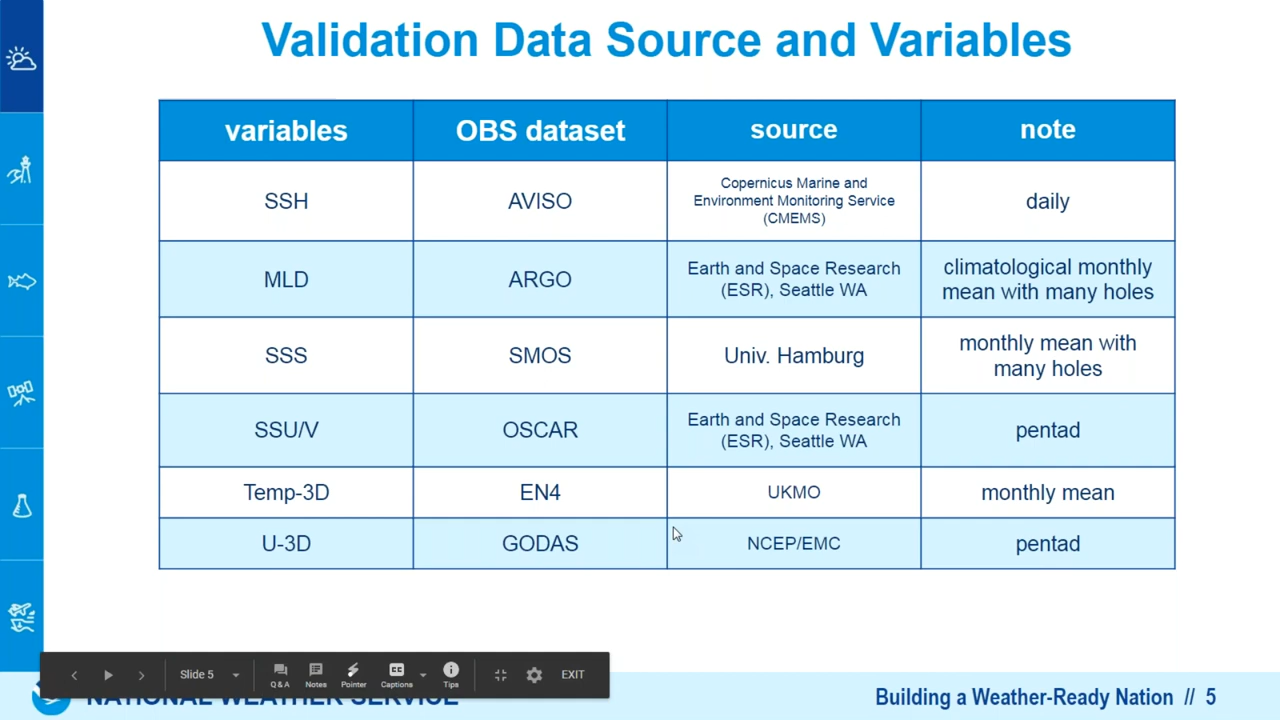 Validation Data Source and Variables
variables OBS dataset source note
SSH AVISO Copernicus Marine and
Environment Monitoring Service
(CMEMS) daily
MLD ARGO Earth and Space Research
(ESR), Seattle WA climatological monthly
mean with many holes
SSS SMOS Univ. Hamburg monthly mean with
many holes
SSU/V OSCAR Earth and Space Research
(ESR), Seattle WA pentad
Temp-3D EN4 UKMO monthly mean
U-3D GODAS NCEP/EMC pentad
Slide 5 Q & A Notes Pointer CC Captions Tips EXIT
NATIONAL WEATHER SERVICE
Building a Weather-Ready Nation // 5